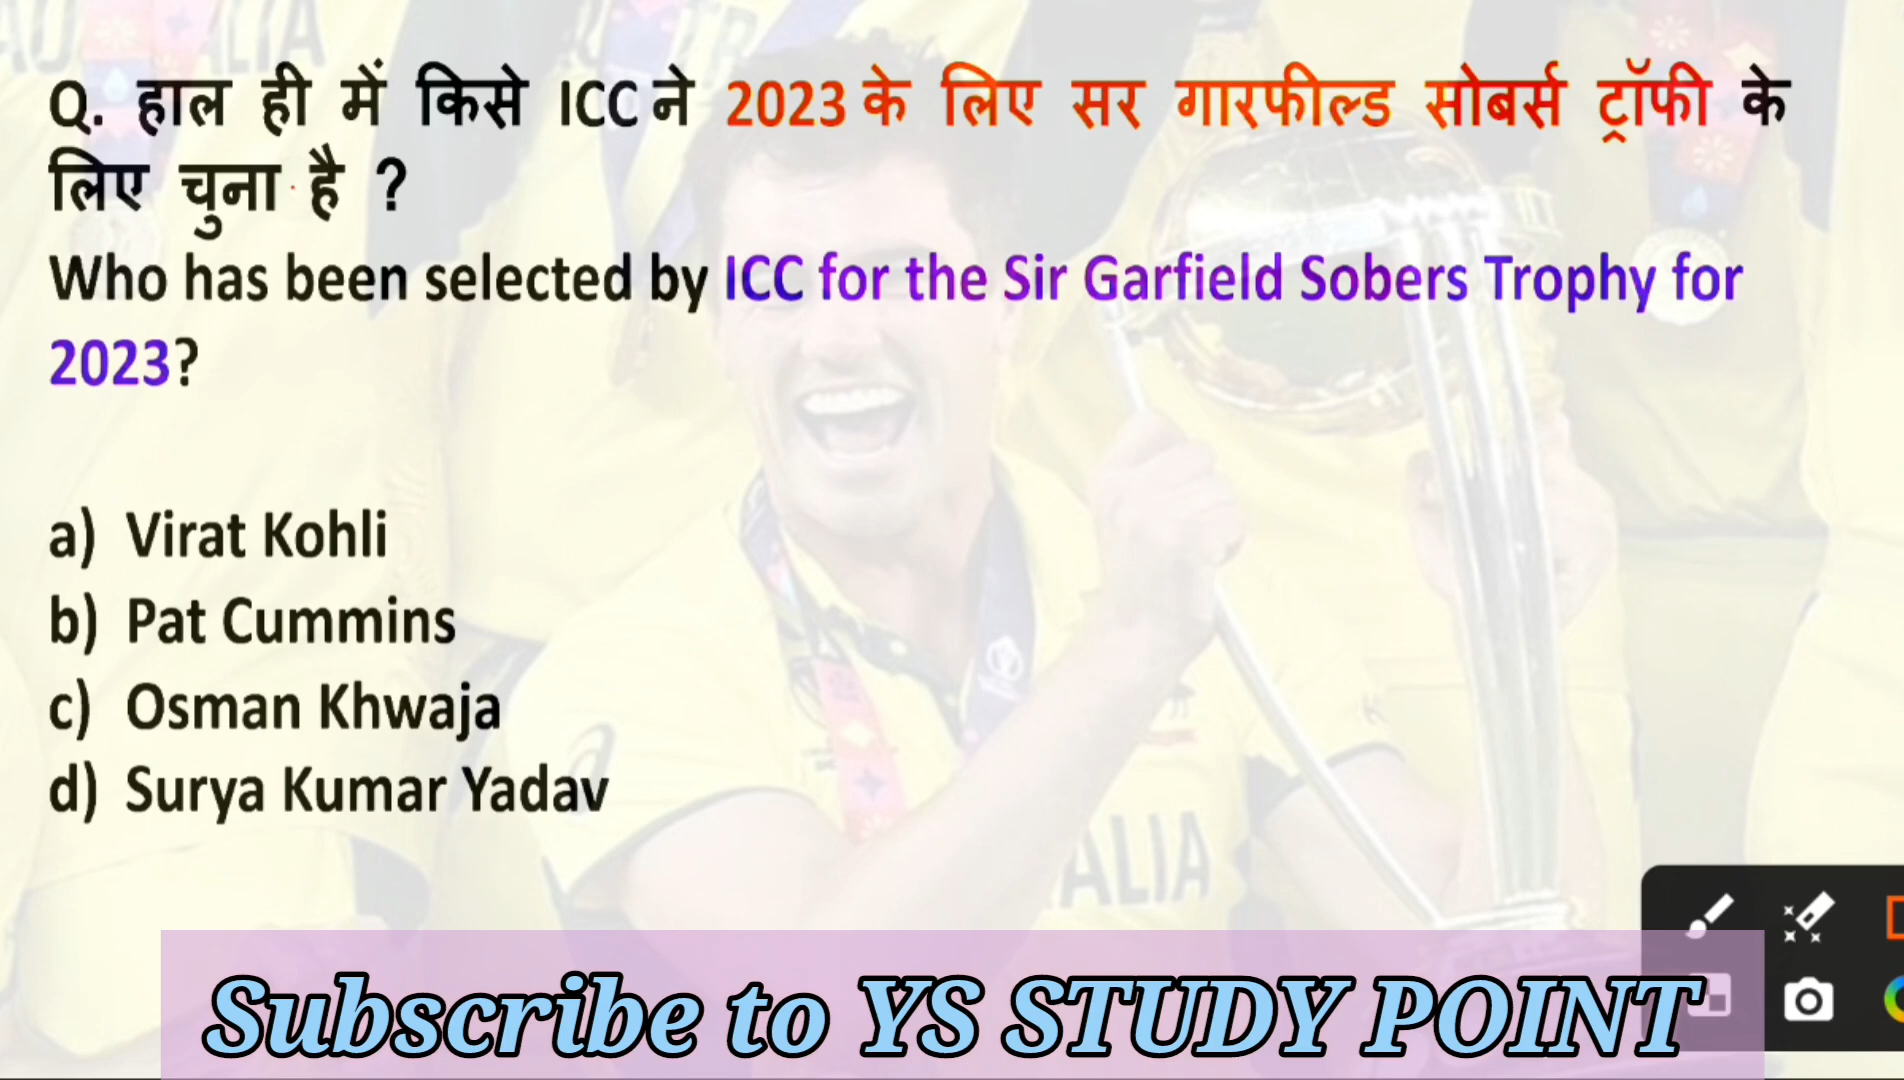 Q. हाल ही में किसे ICC ने 2023 के लिए सर गारफील्ड सोबर्स ट्रॉफी के
लिए चुना है ?
Who has been selected by ICC for the Sir Garfield Sobers Trophy for
2023?
a) Virat Kohli
b) Pat Cummins
c) Osman Khwaja
d) Surya Kumar Yadav
ALIA
Subscribe to YS STUDY POINT